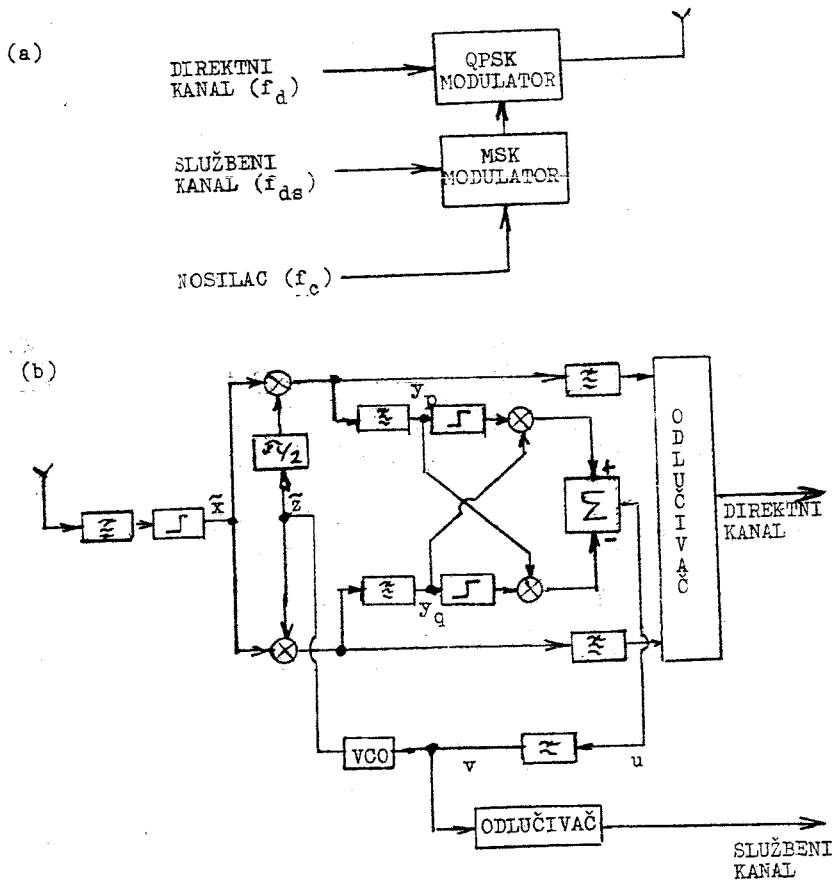 (a)
DIREKTNI
KANAL (f_d)
QPSK
MODULATOR
SLUŽBENI
KANAL (f_ds)
MSK
MODULATOR
NOSILAC (f_c)
(b)
y_p
π/2
x̃
z̃
+
Σ
-
y_q
ODLUČIVAČ
DIREKTNI
KANAL
VCO
v
u
ODLUČIVAČ
SLUŽBENI
KANAL